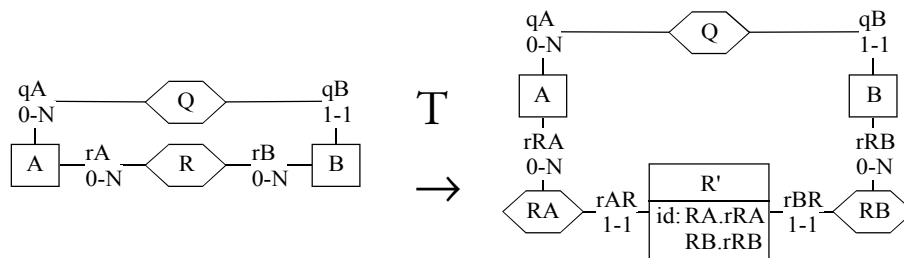 qA
0-N
Q
qB
1-1
A
rA
0-N
R
rB
0-N
B
T
→
qA
0-N
Q
qB
1-1
A
B
rRA
0-N
rRB
0-N
RA
rAR
1-1
R'
id: RA.rRA
RB.rRB
rBR
1-1
RB